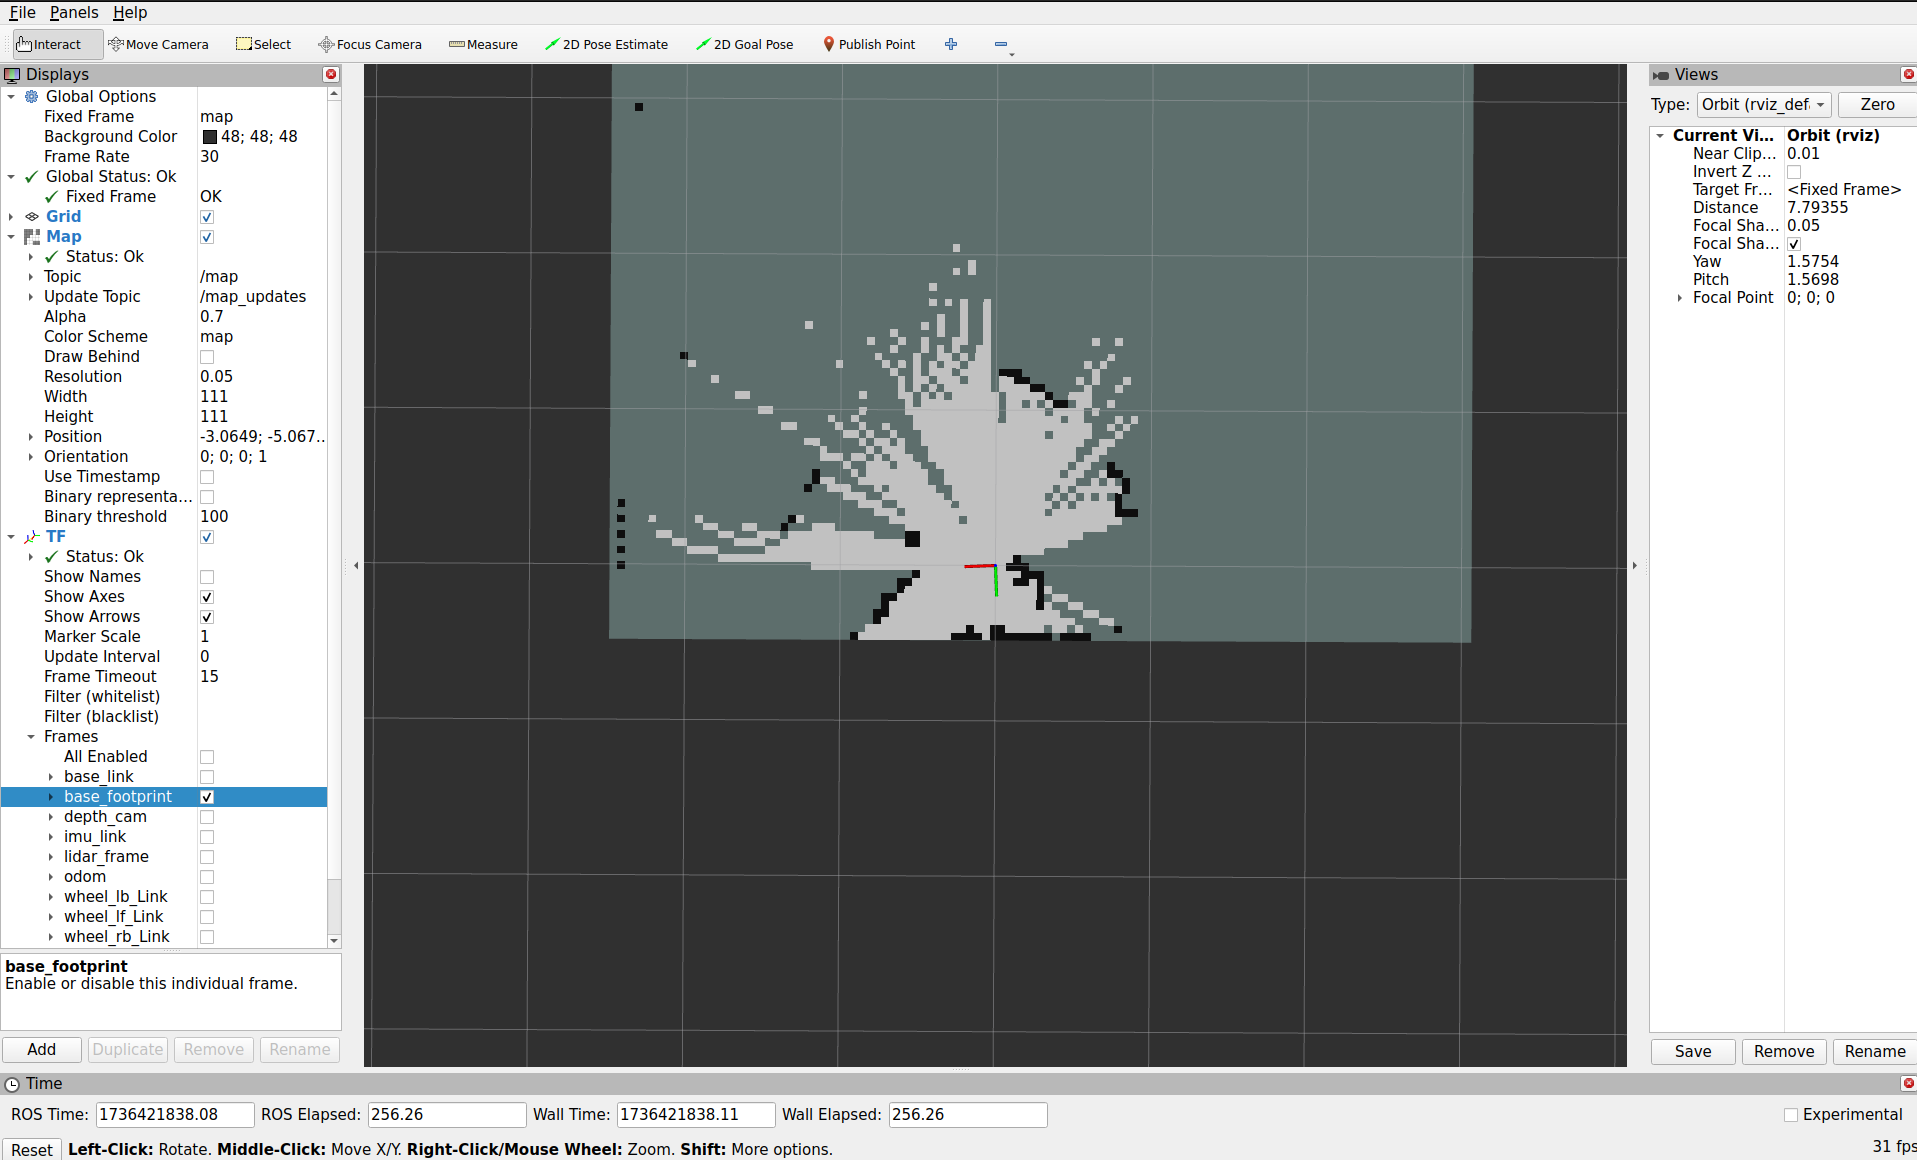 File Panels Help
Interact Move Camera Select Focus Camera Measure 2D Pose Estimate 2D Goal Pose Publish Point
Displays
Global Options
Fixed Frame map
Background Color 48; 48; 48
Frame Rate 30
Global Status: Ok
Fixed Frame OK
Grid
Map
Status: Ok
Topic /map
Update Topic /map_updates
Alpha 0.7
Color Scheme map
Draw Behind
Resolution 0.05
Width 111
Height 111
Position -3.0649; -5.067..
Orientation 0; 0; 0; 1
Use Timestamp
Binary representa...
Binary threshold 100
TF
Status: Ok
Show Names
Show Axes
Show Arrows
Marker Scale 1
Update Interval 0
Frame Timeout 15
Filter (whitelist)
Filter (blacklist)
Frames
All Enabled
base_link
base_footprint
depth_cam
imu_link
lidar_frame
odom
wheel_lb_Link
wheel_lf_Link
wheel_rb_Link
base_footprint
Enable or disable this individual frame.
Add Duplicate Remove Rename
Views
Type: Orbit (rviz_def Zero
Current Vi... Orbit (rviz)
Near Clip... 0.01
Invert Z ...
Target Fr... <Fixed Frame>
Distance 7.79355
Focal Sha... 0.05
Focal Sha...
Yaw 1.5754
Pitch 1.5698
Focal Point 0; 0; 0
Save Remove Rename
Time
ROS Time: 1736421838.08 ROS Elapsed: 256.26 Wall Time: 1736421838.11 Wall Elapsed: 256.26 Experimental
Reset Left-Click: Rotate. Middle-Click: Move X/Y. Right-Click/Mouse Wheel: Zoom. Shift: More options. 31 fps